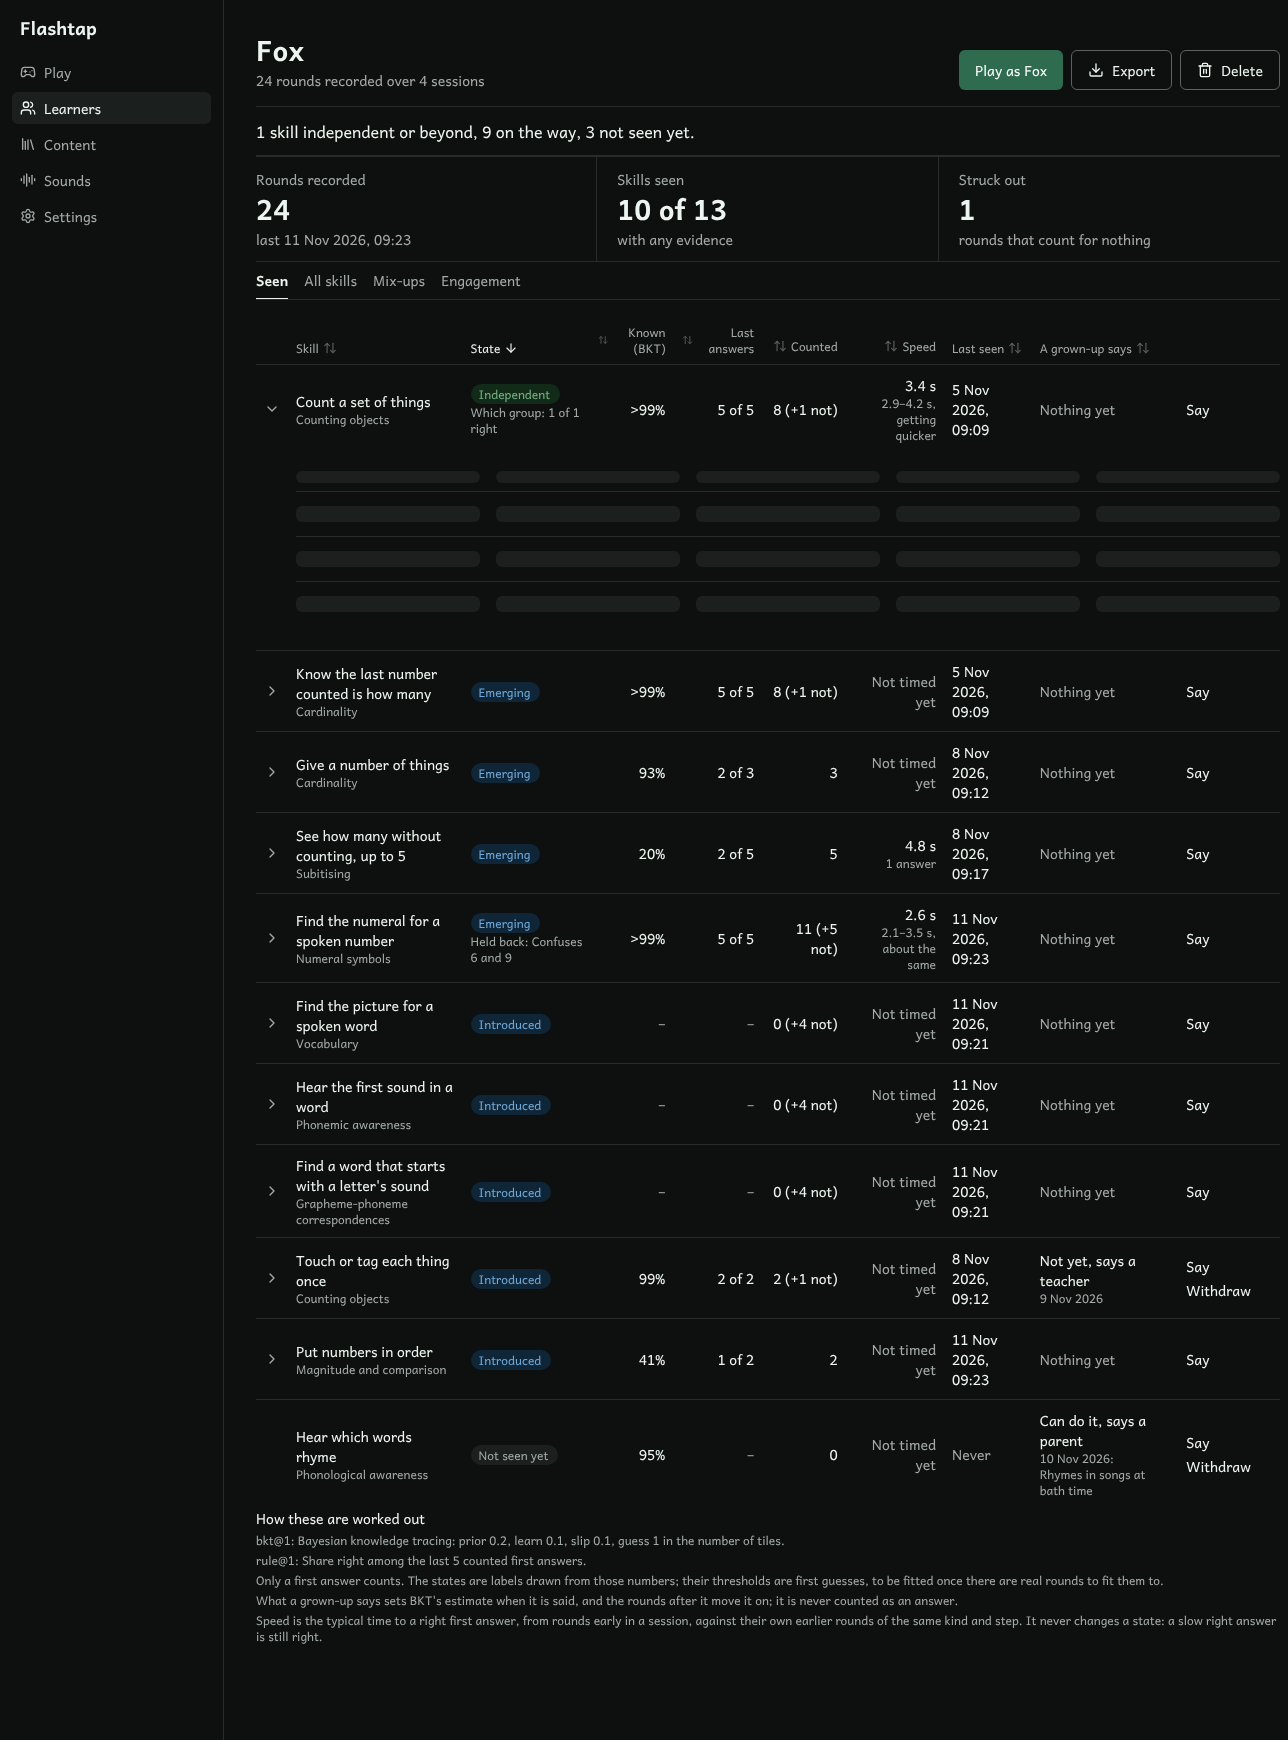 Flashtap
Play
Learners
Content
Sounds
Settings
Fox
24 rounds recorded over 4 sessions
Play as Fox
Export
Delete
1 skill independent or beyond, 9 on the way, 3 not seen yet.
Rounds recorded
24
last 11 Nov 2026, 09:23
Skills seen
10 of 13
with any evidence
Struck out
1
rounds that count for nothing
Seen
All skills
Mix-ups
Engagement
Skill
State
Known
(BKT)
Last
answers
Counted
Speed
Last seen
A grown-up says
Count a set of things
Counting objects
Independent
Which group: 1 of 1
right
>99%
5 of 5
8 (+1 not)
3.4 s
2.9–4.2 s,
getting
quicker
5 Nov
2026,
09:09
Nothing yet
Say
Know the last number
counted is how many
Cardinality
Emerging
>99%
5 of 5
8 (+1 not)
Not timed
yet
5 Nov
2026,
09:09
Nothing yet
Say
Give a number of things
Cardinality
Emerging
93%
2 of 3
3
Not timed
yet
8 Nov
2026,
09:12
Nothing yet
Say
See how many without
counting, up to 5
Subitising
Emerging
20%
2 of 5
5
4.8 s
1 answer
8 Nov
2026,
09:17
Nothing yet
Say
Find the numeral for a
spoken number
Numeral symbols
Emerging
Held back: Confuses
6 and 9
>99%
5 of 5
11 (+5
not)
2.6 s
2.1–3.5 s,
about the
same
11 Nov
2026,
09:23
Nothing yet
Say
Find the picture for a
spoken word
Vocabulary
Introduced
–
–
0 (+4 not)
Not timed
yet
11 Nov
2026,
09:21
Nothing yet
Say
Hear the first sound in a
word
Phonemic awareness
Introduced
–
–
0 (+4 not)
Not timed
yet
11 Nov
2026,
09:21
Nothing yet
Say
Find a word that starts
with a letter's sound
Grapheme-phoneme
correspondences
Introduced
–
–
0 (+4 not)
Not timed
yet
11 Nov
2026,
09:21
Nothing yet
Say
Touch or tag each thing
once
Counting objects
Introduced
99%
2 of 2
2 (+1 not)
Not timed
yet
8 Nov
2026,
09:12
Not yet, says a
teacher
9 Nov 2026
Say
Withdraw
Put numbers in order
Magnitude and comparison
Introduced
41%
1 of 2
2
Not timed
yet
11 Nov
2026,
09:23
Nothing yet
Say
Hear which words
rhyme
Phonological awareness
Not seen yet
95%
–
0
Not timed
yet
Never
Can do it, says a
parent
10 Nov 2026:
Rhymes in songs at
bath time
Say
Withdraw
How these are worked out
bkt@1: Bayesian knowledge tracing: prior 0.2, learn 0.1, slip 0.1, guess 1 in the number of tiles.
rule@1: Share right among the last 5 counted first answers.
Only a first answer counts. The states are labels drawn from those numbers; their thresholds are first guesses, to be fitted once there are real rounds to fit them to.
What a grown-up says sets BKT's estimate when it is said, and the rounds after it move it on; it is never counted as an answer.
Speed is the typical time to a right first answer, from rounds early in a session, against their own earlier rounds of the same kind and step. It never changes a state: a slow right answer
is still right.